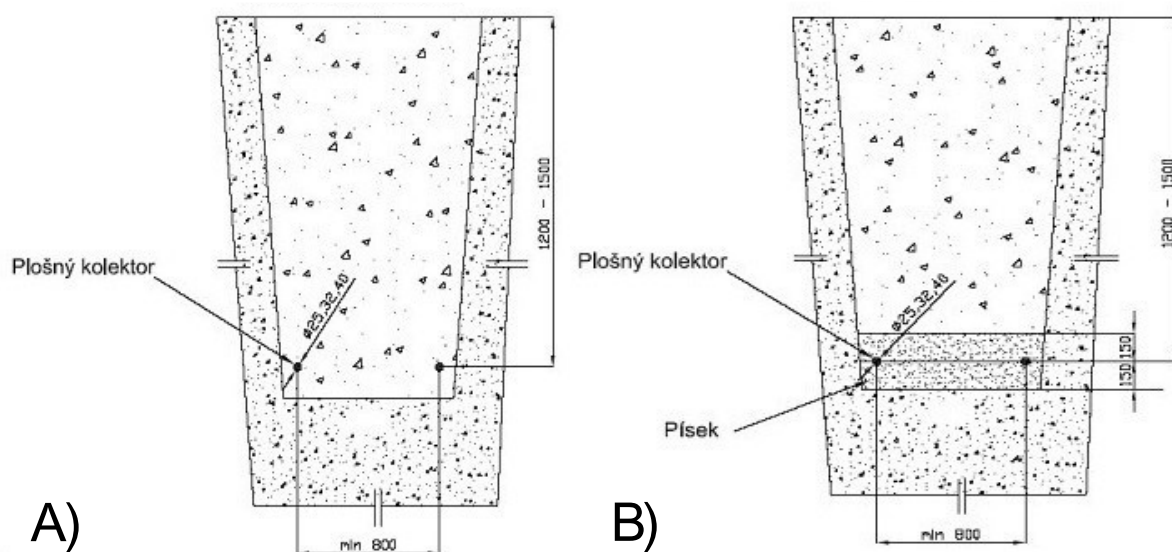 1200 - 1500
Plošný kolektor
ø25,32,40
min 800
A)
1200 - 1500
Plošný kolektor
ø25,32,40
150 150
Písek
min 800
B)